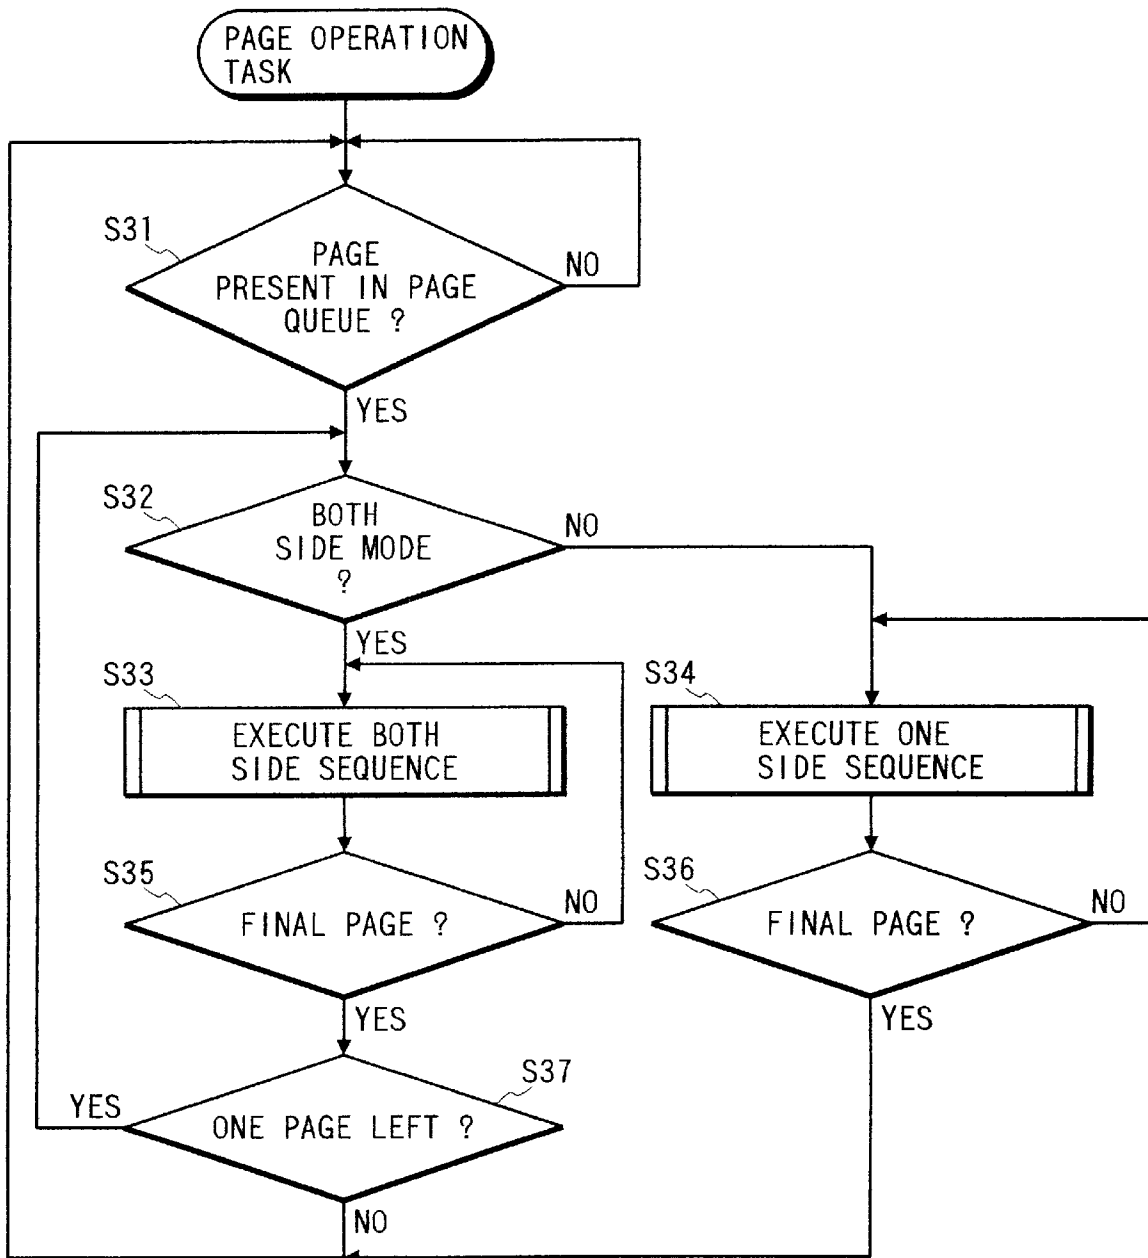 PAGE OPERATION
TASK
S31
PAGE
PRESENT IN PAGE
QUEUE ?
NO
YES
S32
BOTH
SIDE MODE
?
NO
YES
S33
EXECUTE BOTH
SIDE SEQUENCE
S34
EXECUTE ONE
SIDE SEQUENCE
S35
FINAL PAGE ?
NO
YES
S36
FINAL PAGE ?
NO
YES
S37
ONE PAGE LEFT ?
YES
NO